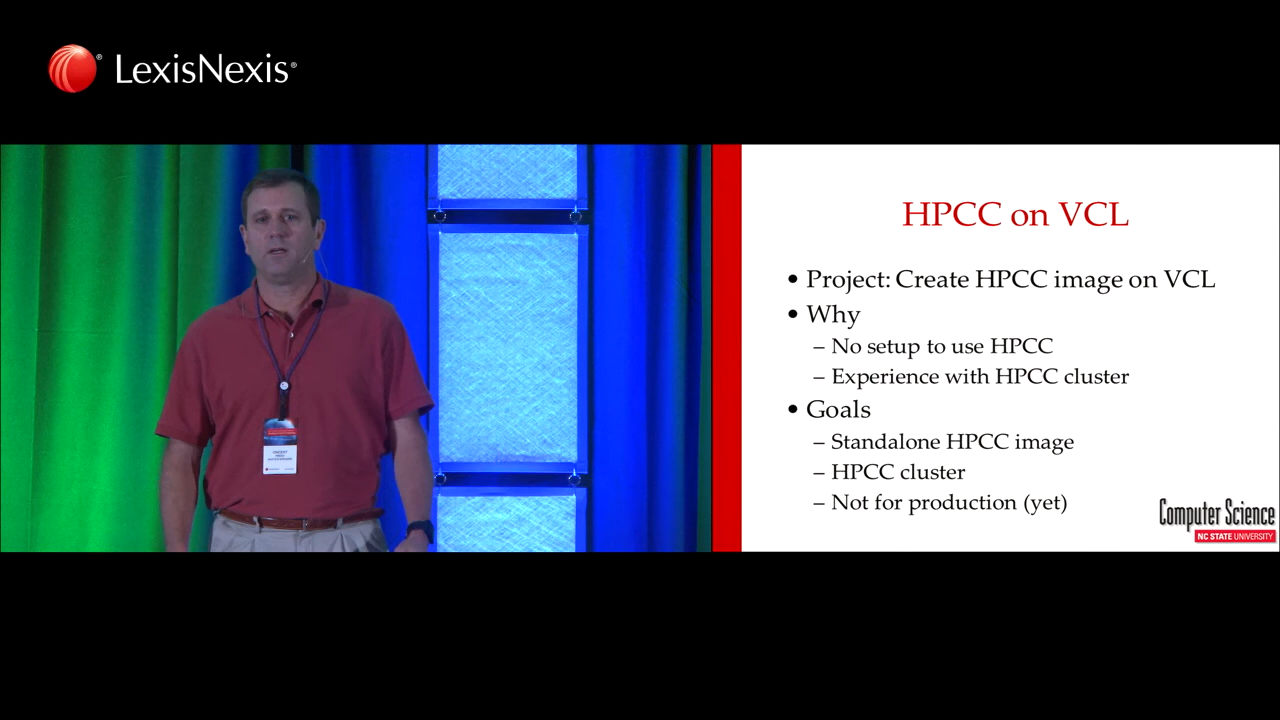 LexisNexis®
HPCC on VCL
• Project: Create HPCC image on VCL
• Why
– No setup to use HPCC
– Experience with HPCC cluster
• Goals
– Standalone HPCC image
– HPCC cluster
– Not for production (yet)
Computer Science
NC STATE UNIVERSITY